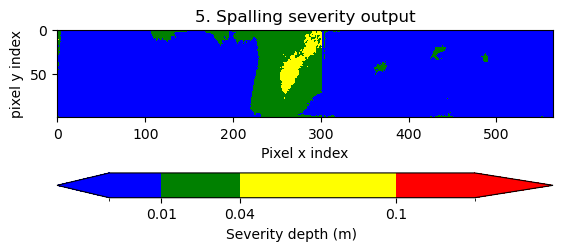 5. Spalling severity output
0
50
pixel y index
0 100 200 300 400 500
Pixel x index
0.01 0.04 0.1
Severity depth (m)